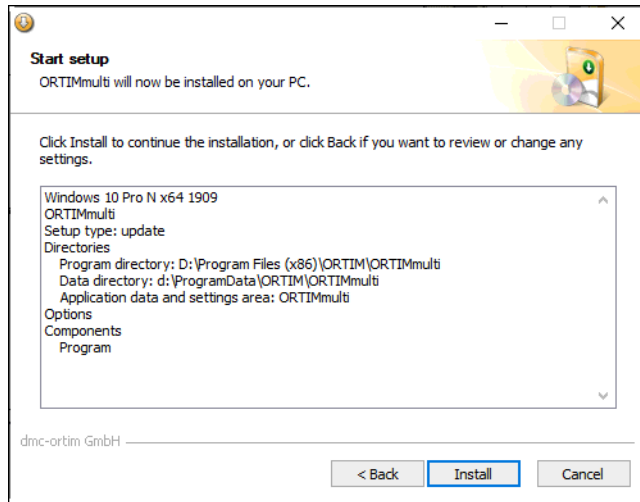 Start setup
ORTIMmulti will now be installed on your PC.
Click Install to continue the installation, or click Back if you want to review or change any
settings.
Windows 10 Pro N x64 1909
ORTIMmulti
Setup type: update
Directories
Program directory: D:\Program Files (x86)\ORTIM\ORTIMmulti
Data directory: d:\ProgramData\ORTIM\ORTIMmulti
Application data and settings area: ORTIMmulti
Options
Components
Program
dmc-ortim GmbH
< Back Install Cancel